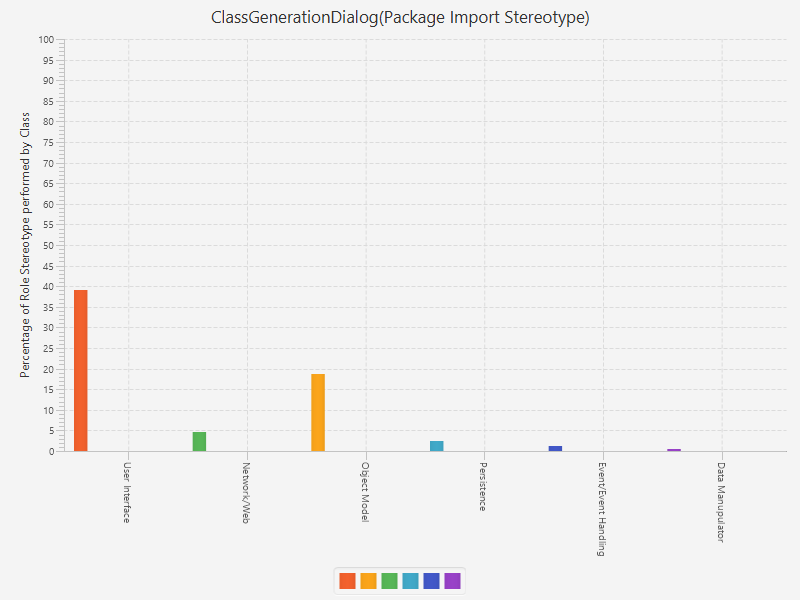 ClassGenerationDialog(Package Import Stereotype)
Percentage of Role Stereotype performed by Class
100
95
90
85
80
75
70
65
60
55
50
45
40
35
30
25
20
15
10
5
0
User Interface
Network/Web
Object Model
Persistence
Event/Event Handling
Data Manupulator